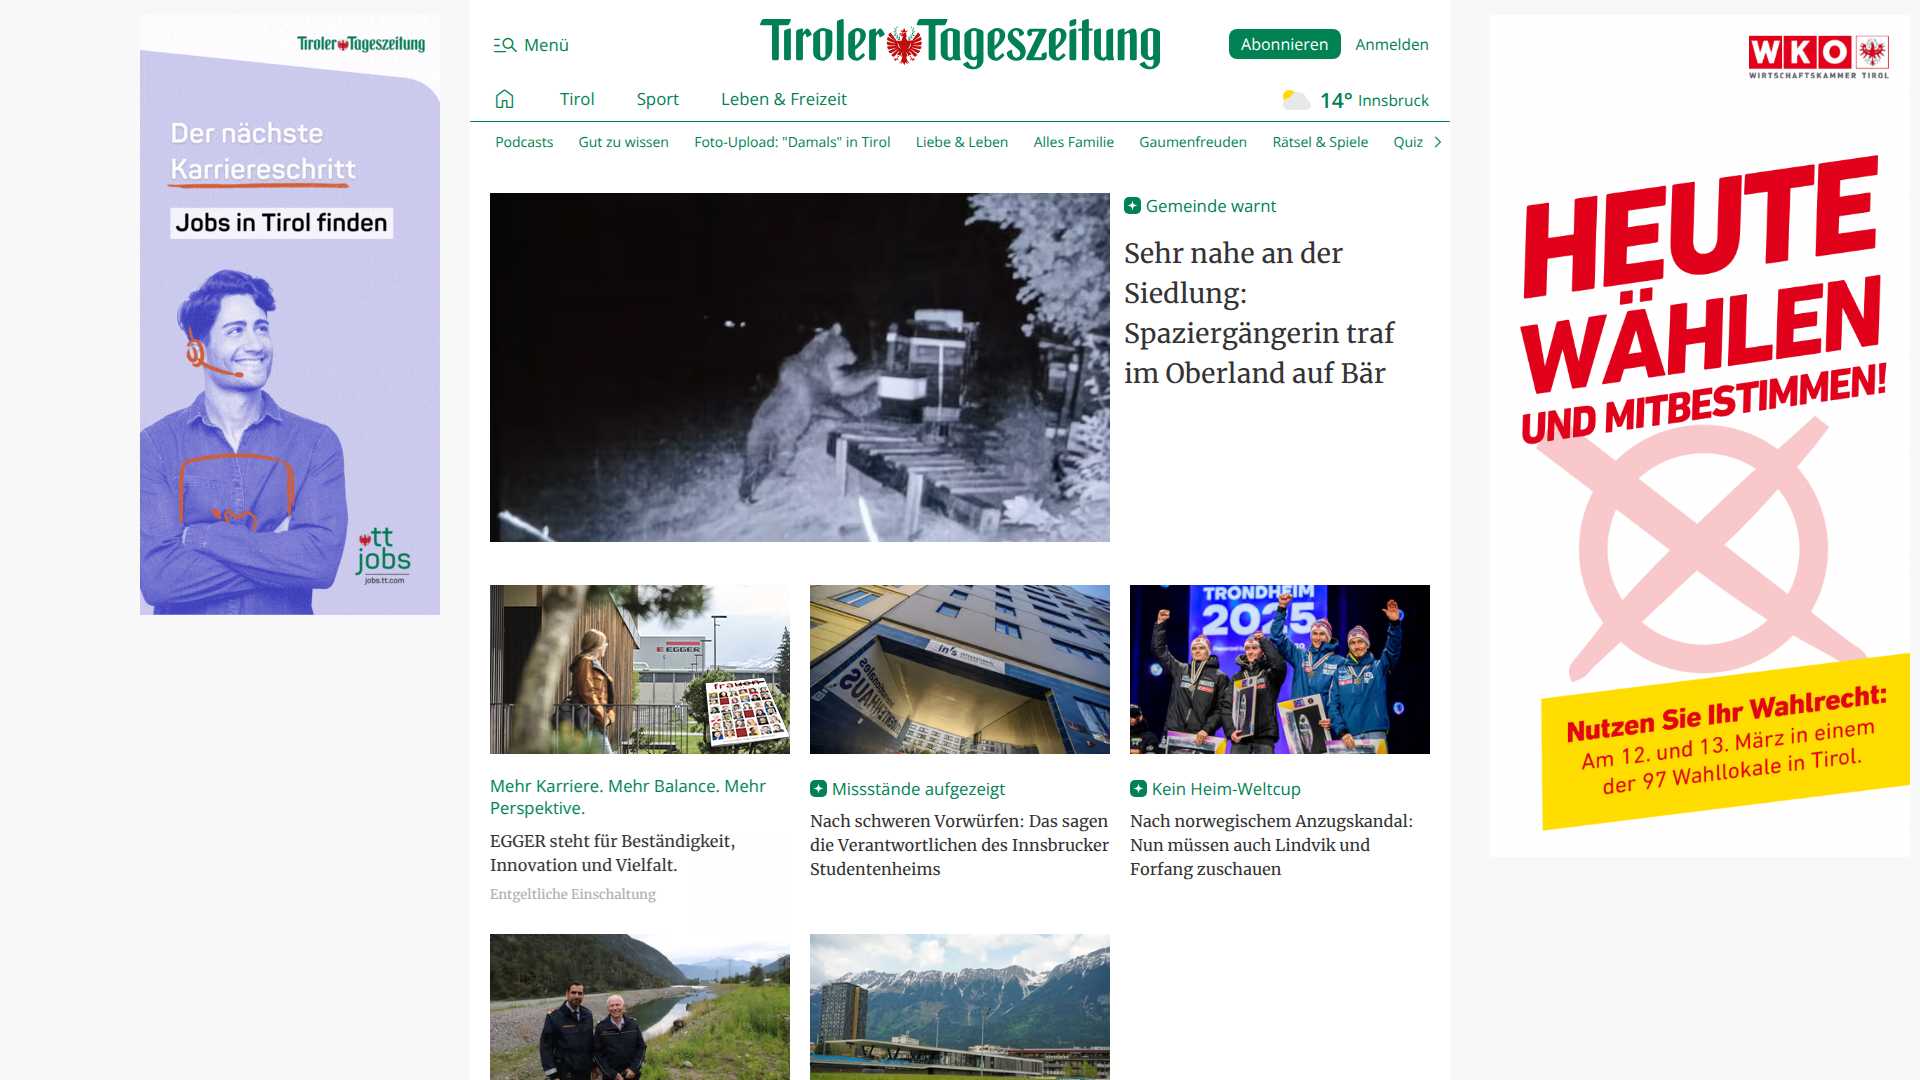 Tiroler Tageszeitung
Der nächste
Karriereschritt
Jobs in Tirol finden
tt
jobs
jobs.tt.com
Menü
Tiroler Tageszeitung
Abonnieren
Anmelden
Tirol
Sport
Leben & Freizeit
14° Innsbruck
Podcasts
Gut zu wissen
Foto-Upload: "Damals" in Tirol
Liebe & Leben
Alles Familie
Gaumenfreuden
Rätsel & Spiele
Quiz
Gemeinde warnt
Sehr nahe an der
Siedlung:
Spaziergängerin traf
im Oberland auf Bär
EGGER
frauen
Mehr Karriere. Mehr Balance. Mehr
Perspektive.
EGGER steht für Beständigkeit,
Innovation und Vielfalt.
Entgeltliche Einschaltung
in's
Missstände aufgezeigt
Nach schweren Vorwürfen: Das sagen
die Verantwortlichen des Innsbrucker
Studentenheims
TRONDHEIM
2025
Kein Heim-Weltcup
Nach norwegischem Anzugskandal:
Nun müssen auch Lindvik und
Forfang zuschauen
WKO
WIRTSCHAFTSKAMMER TIROL
HEUTE
WÄHLEN
UND MITBESTIMMEN!
Nutzen Sie Ihr Wahlrecht:
Am 12. und 13. März in einem
der 97 Wahllokale in Tirol.